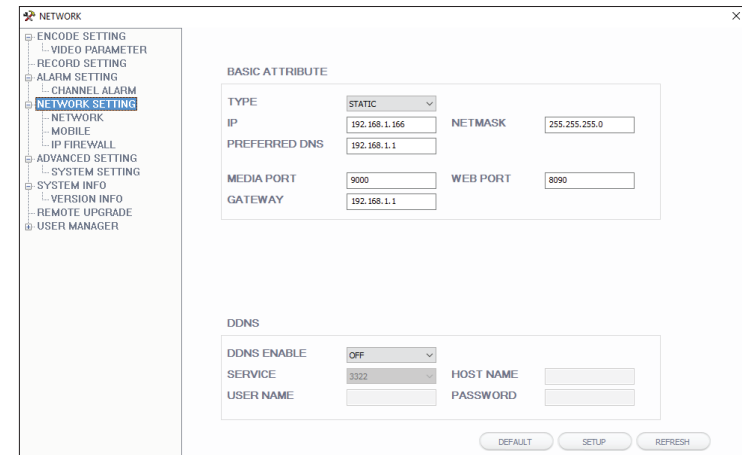 NETWORK
ENCODE SETTING
VIDEO PARAMETER
RECORD SETTING
ALARM SETTING
CHANNEL ALARM
NETWORK SETTING
NETWORK
MOBILE
IP FIREWALL
ADVANCED SETTING
SYSTEM SETTING
SYSTEM INFO
VERSION INFO
REMOTE UPGRADE
USER MANAGER
BASIC ATTRIBUTE
TYPE STATIC
IP 192.168.1.166 NETMASK 255.255.255.0
PREFERRED DNS 192.168.1.1
MEDIA PORT 9000 WEB PORT 8090
GATEWAY 192.168.1.1
DDNS
DDNS ENABLE OFF
SERVICE 3322 HOST NAME
USER NAME PASSWORD
DEFAULT SETUP REFRESH